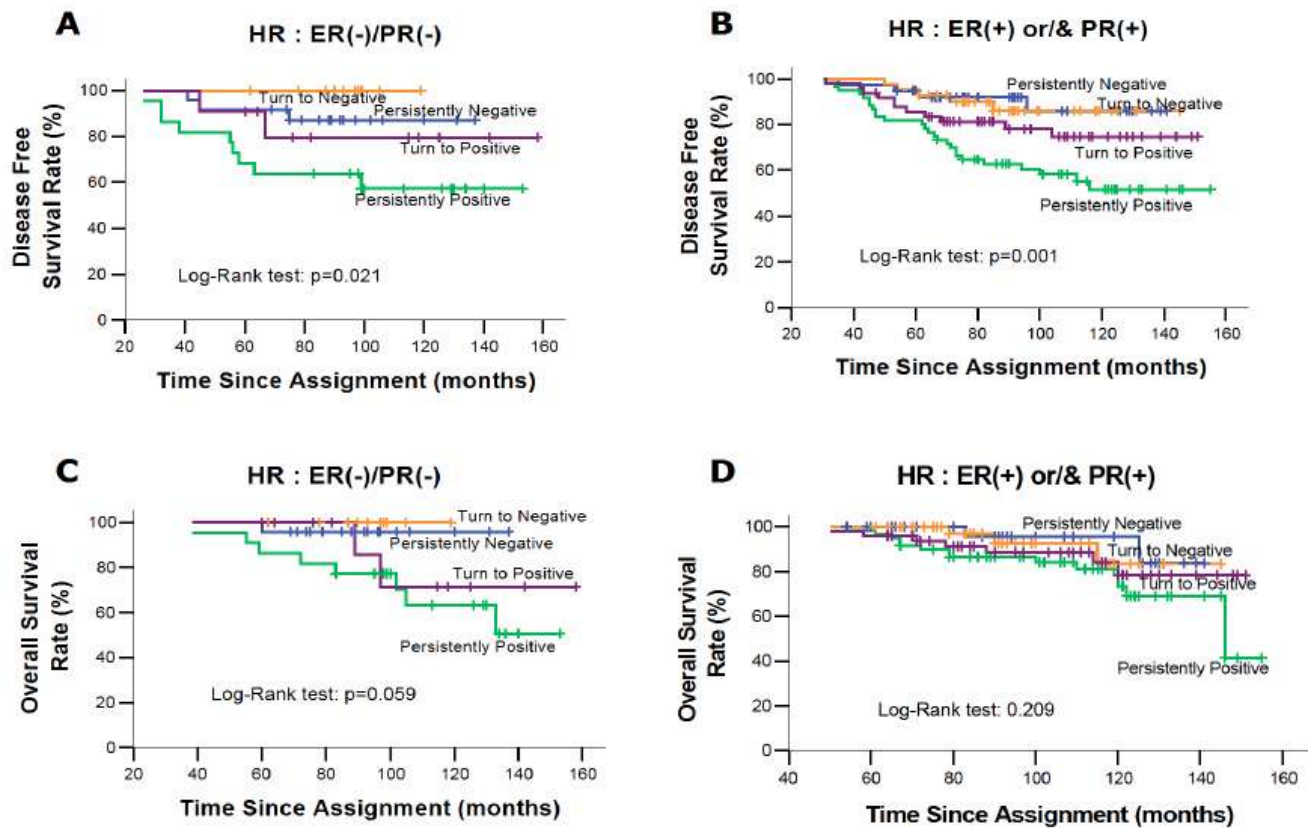 A
HR : ER(-)/PR(-)
Disease Free
Survival Rate (%)
100
80
60
40
20
0
Turn to Negative
Persistently Negative
Turn to Positive
Persistently Positive
Log-Rank test: p=0.021
20 40 60 80 100 120 140 160
Time Since Assignment (months)
B
HR : ER(+) or/& PR(+)
Disease Free
Survival Rate (%)
100
80
60
40
20
0
Persistently Negative
Turn to Negative
Turn to Positive
Persistently Positive
Log-Rank test: p=0.001
20 40 60 80 100 120 140 160
Time Since Assignment (months)
C
HR : ER(-)/PR(-)
Overall Survival
Rate (%)
100
80
60
40
20
0
Turn to Negative
Persistently Negative
Turn to Positive
Persistently Positive
Log-Rank test: p=0.059
20 40 60 80 100 120 140 160
Time Since Assignment (months)
D
HR : ER(+) or/& PR(+)
Overall Survival
Rate (%)
100
80
60
40
20
0
Persistently Negative
Turn to Negative
Turn to Positive
Persistently Positive
Log-Rank test: 0.209
40 60 80 100 120 140 160
Time Since Assignment (months)